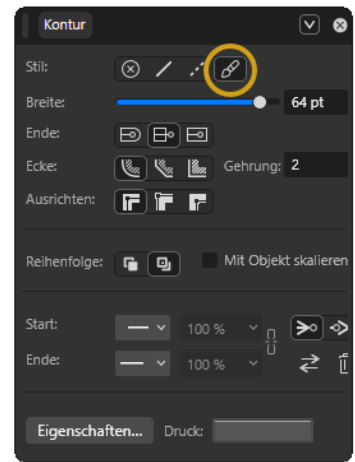 Kontur
Stil:
Breite: 64 pt
Ende:
Ecke: Gehrung: 2
Ausrichten:
Reihenfolge: Mit Objekt skalieren
Start: 100 %
Ende: 100 %
Eigenschaften... Druck: